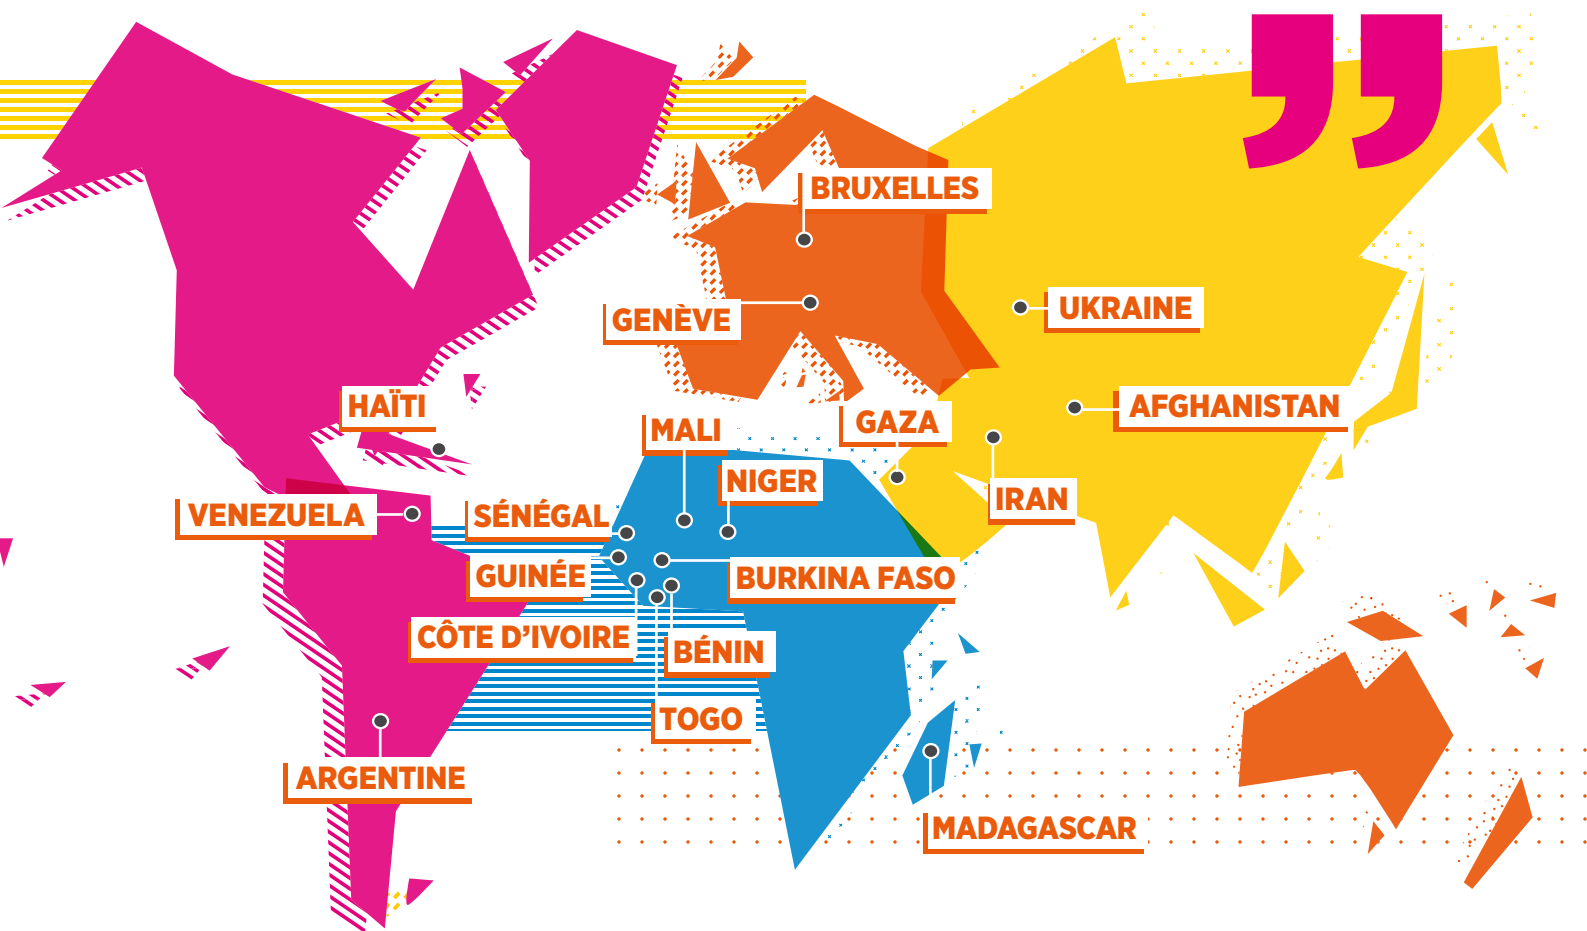 ”
BRUXELLES
GENÈVE
UKRAINE
HAÏTI
MALI
GAZA
AFGHANISTAN
NIGER
VENEZUELA
SÉNÉGAL
IRAN
GUINÉE
BURKINA FASO
CÔTE D’IVOIRE
BÉNIN
TOGO
ARGENTINE
MADAGASCAR